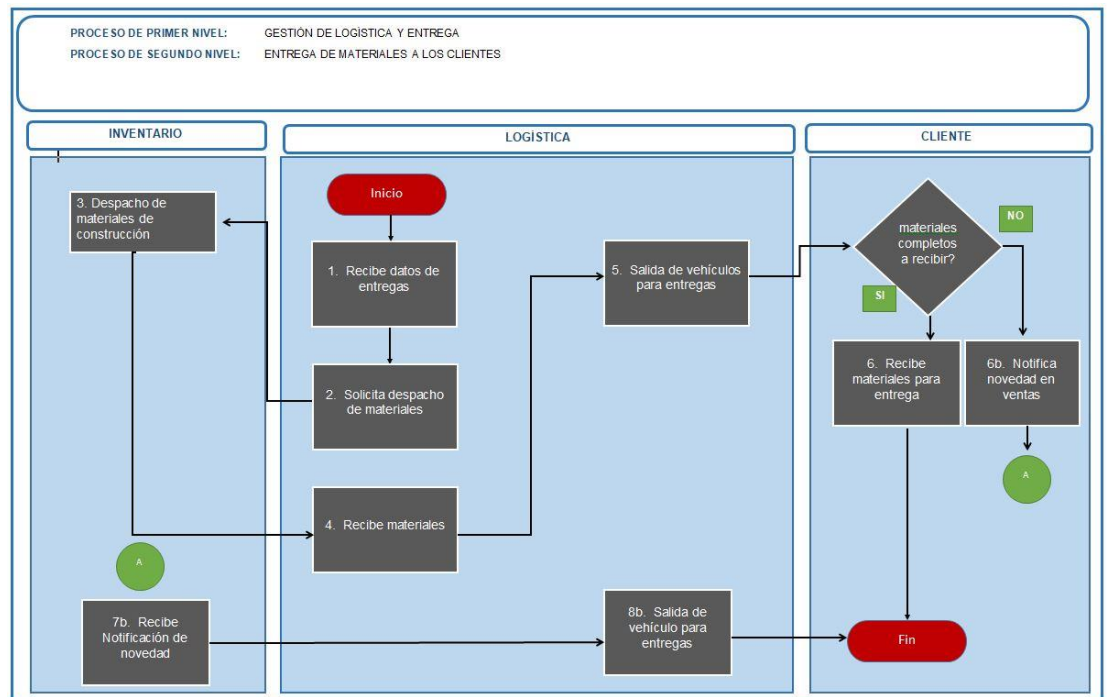 PROCESO DE PRIMER NIVEL: GESTIÓN DE LOGÍSTICA Y ENTREGA
PROCESO DE SEGUNDO NIVEL: ENTREGA DE MATERIALES A LOS CLIENTES
INVENTARIO
LOGÍSTICA
CLIENTE
3. Despacho de
materiales de
construcción
Inicio
1. Recibe datos de
entregas
2. Solicita despacho
de materiales
4. Recibe materiales
5. Salida de vehículos
para entregas
materiales
completos
a recibir?
NO
SI
6. Recibe
materiales para
entrega
6b. Notifica
novedad en
ventas
A
A
7b. Recibe
Notificación de
novedad
8b. Salida de
vehículo para
entregas
Fin